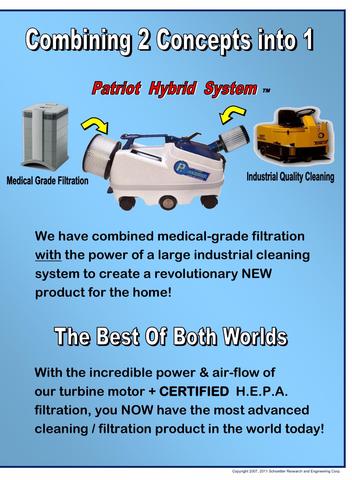 Combining 2 Concepts into 1
Patriot Hybrid System ™
Medical Grade Filtration
Industrial Quality Cleaning
We have combined medical-grade filtration
with the power of a large industrial cleaning
system to create a revolutionary NEW
product for the home!
The Best Of Both Worlds
With the incredible power & air-flow of
our turbine motor + CERTIFIED H.E.P.A.
filtration, you NOW have the most advanced
cleaning / filtration product in the world today!
Copyright 2007, 2011 Schoettler Research and Engineering Corp.